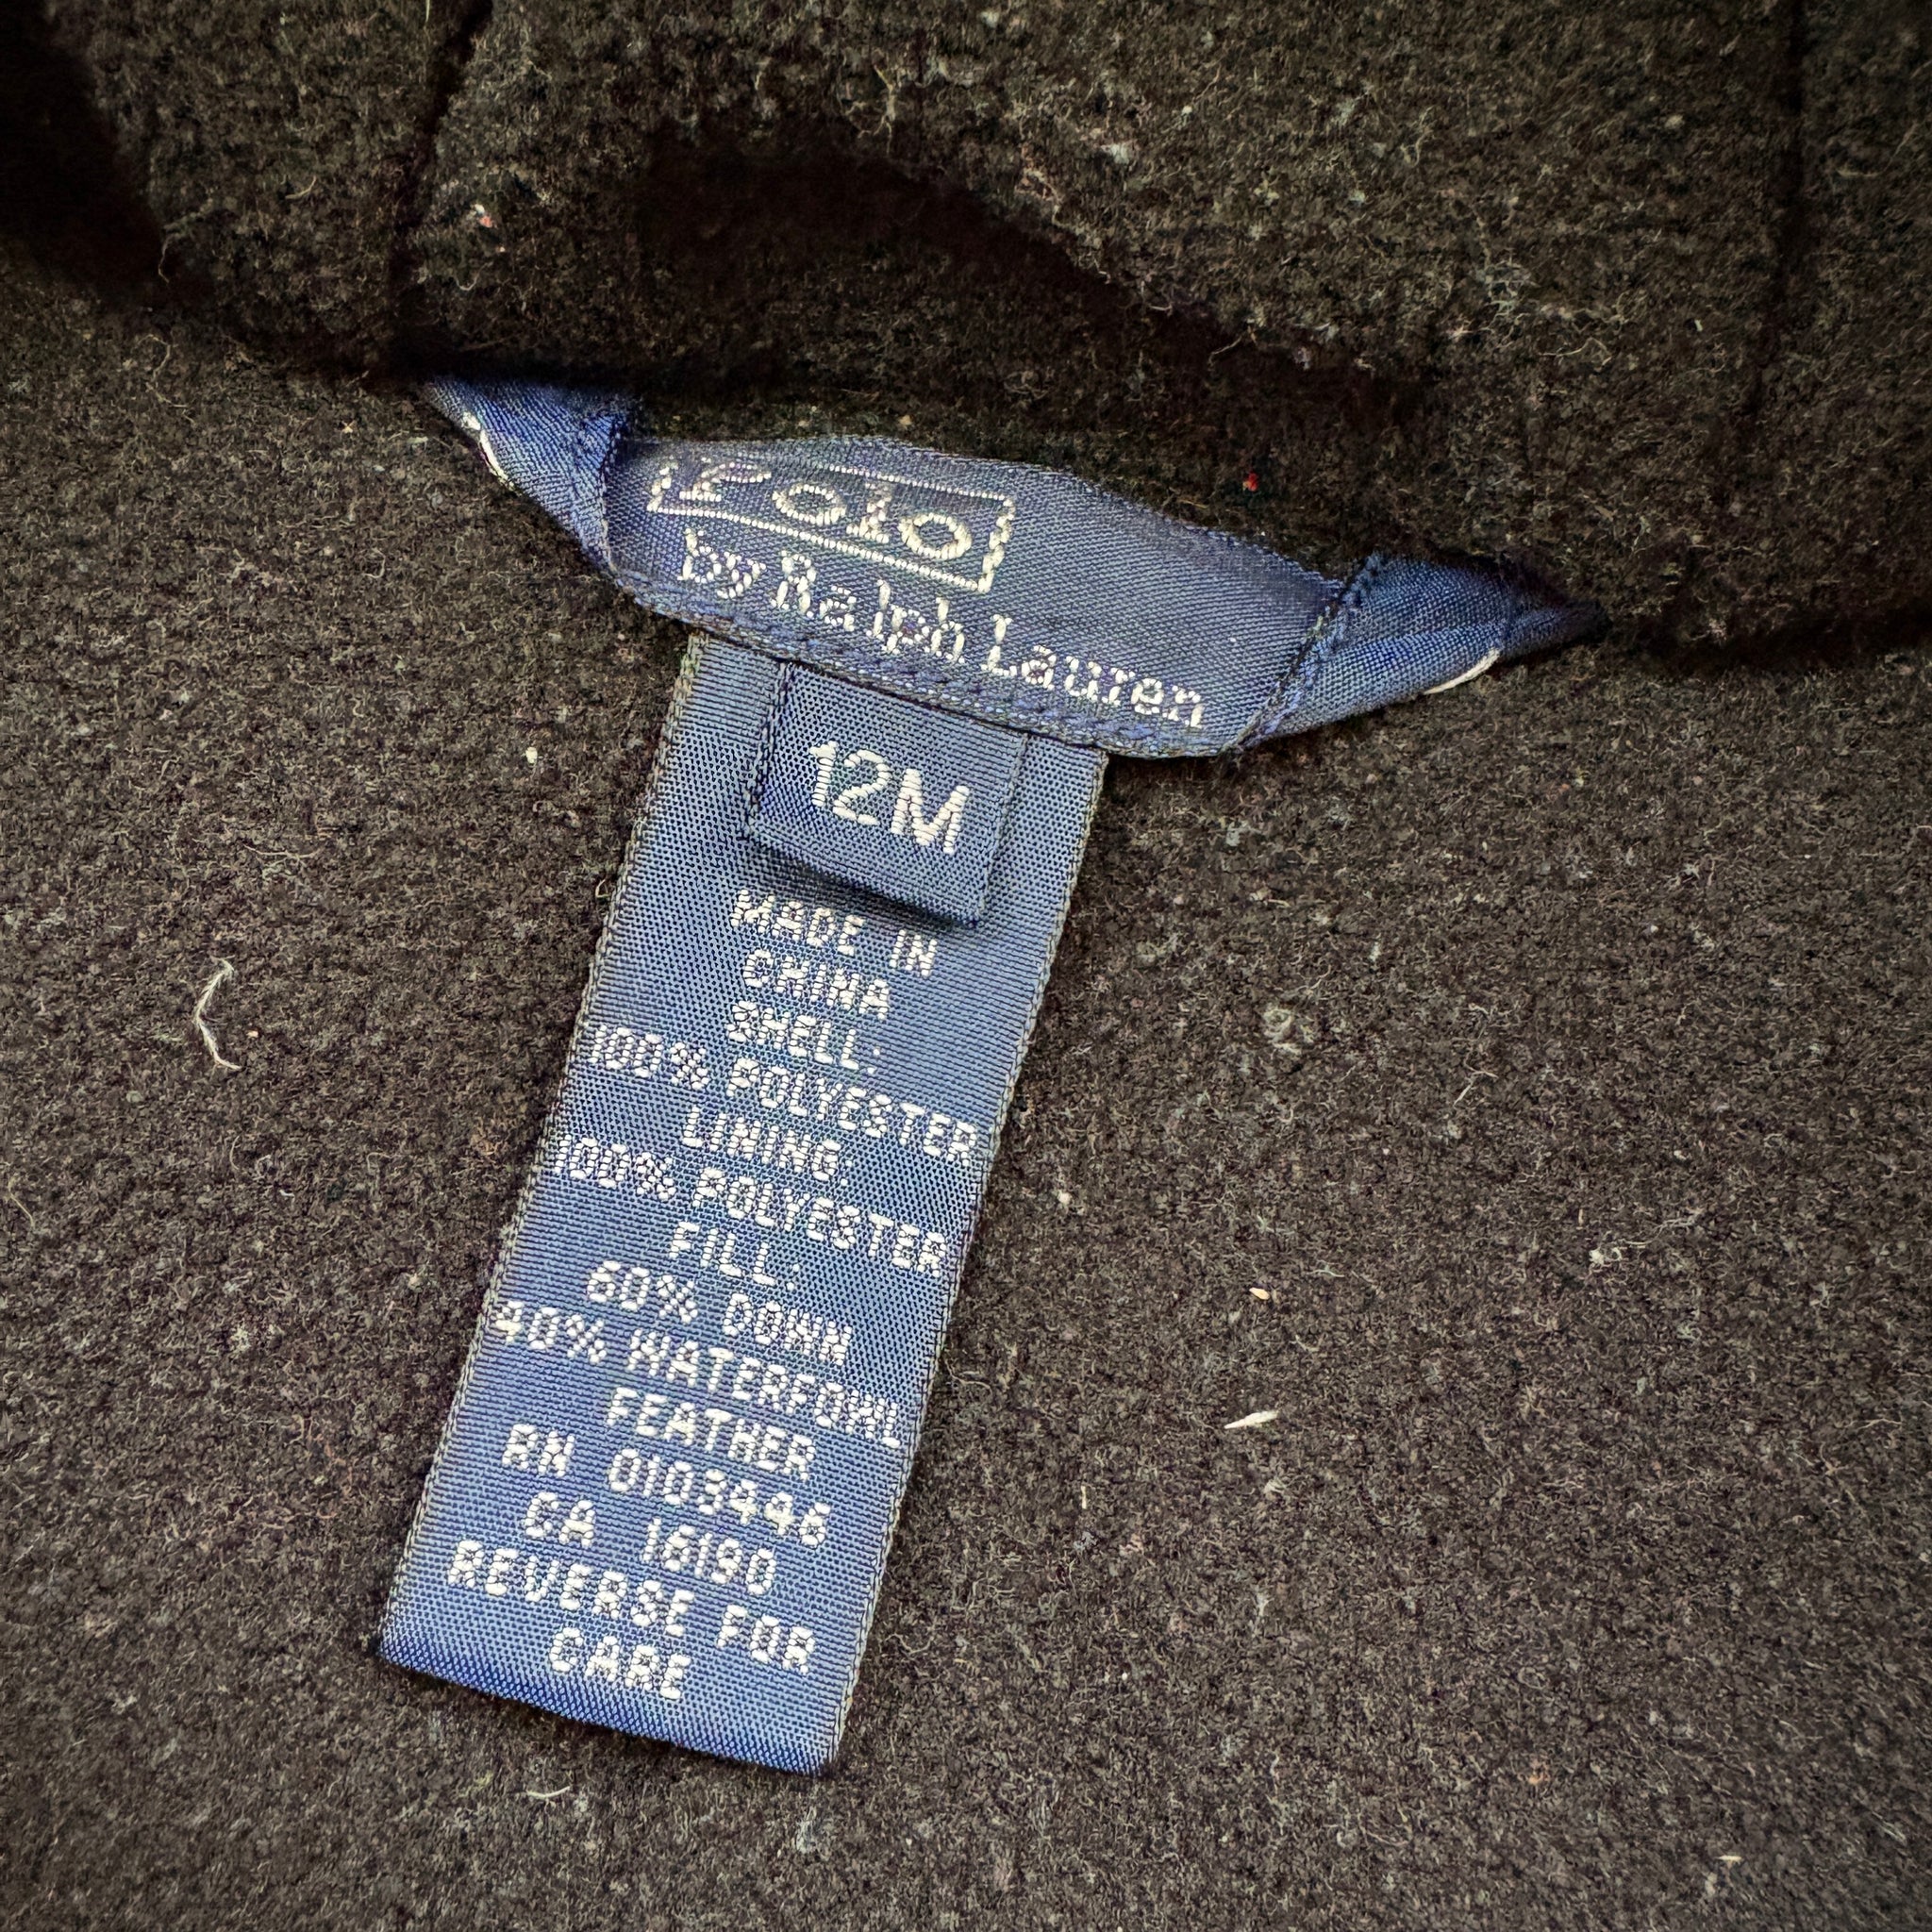 Polo
by Ralph Lauren
12M
MADE IN
CHINA
SHELL:
100% POLYESTER
LINING:
100% POLYESTER
FILL:
60% DOWN
40% WATERFOWL
FEATHER
RN 0103446
CA 16190
REVERSE FOR
CARE